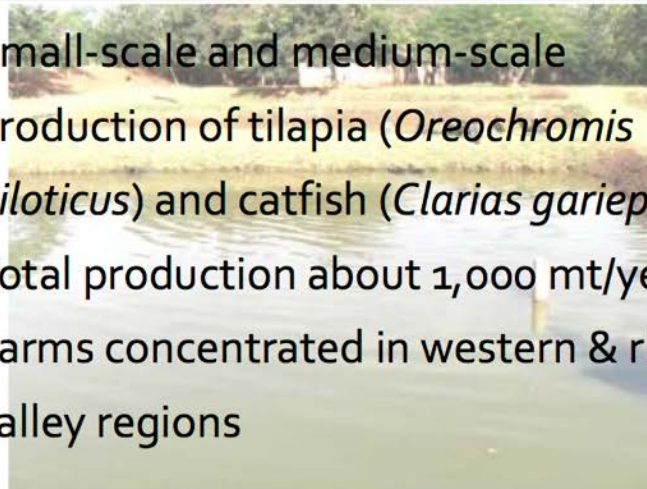 mall-scale and medium-scale
roduction of tilapia (Oreochromis
iloticus) and catfish (Clarias gariep
otal production about 1,000 mt/ye
arms concentrated in western & r
alley regions